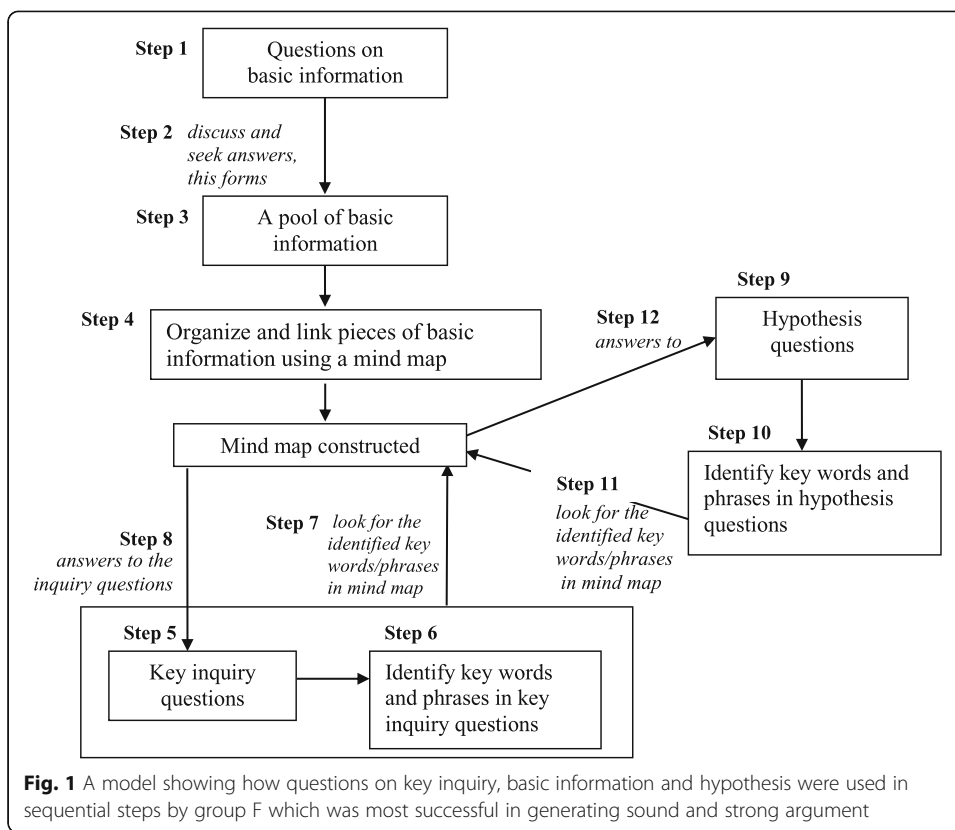 Step 1
Questions on
basic information
Step 2 discuss and
seek answers,
this forms
Step 3
A pool of basic
information
Step 4
Organize and link pieces of basic
information using a mind map
Mind map constructed
Step 5
Key inquiry
questions
Step 6
Identify key words
and phrases in key
inquiry questions
Step 7 look for the
identified key
words/phrases
in mind map
Step 8
answers to the
inquiry questions
Step 9
Hypothesis
questions
Step 10
Identify key words and
phrases in hypothesis
questions
Step 11
look for the
identified key
words/phrases
in mind map
Step 12
answers to
Fig. 1 A model showing how questions on key inquiry, basic information and hypothesis were used in
sequential steps by group F which was most successful in generating sound and strong argument